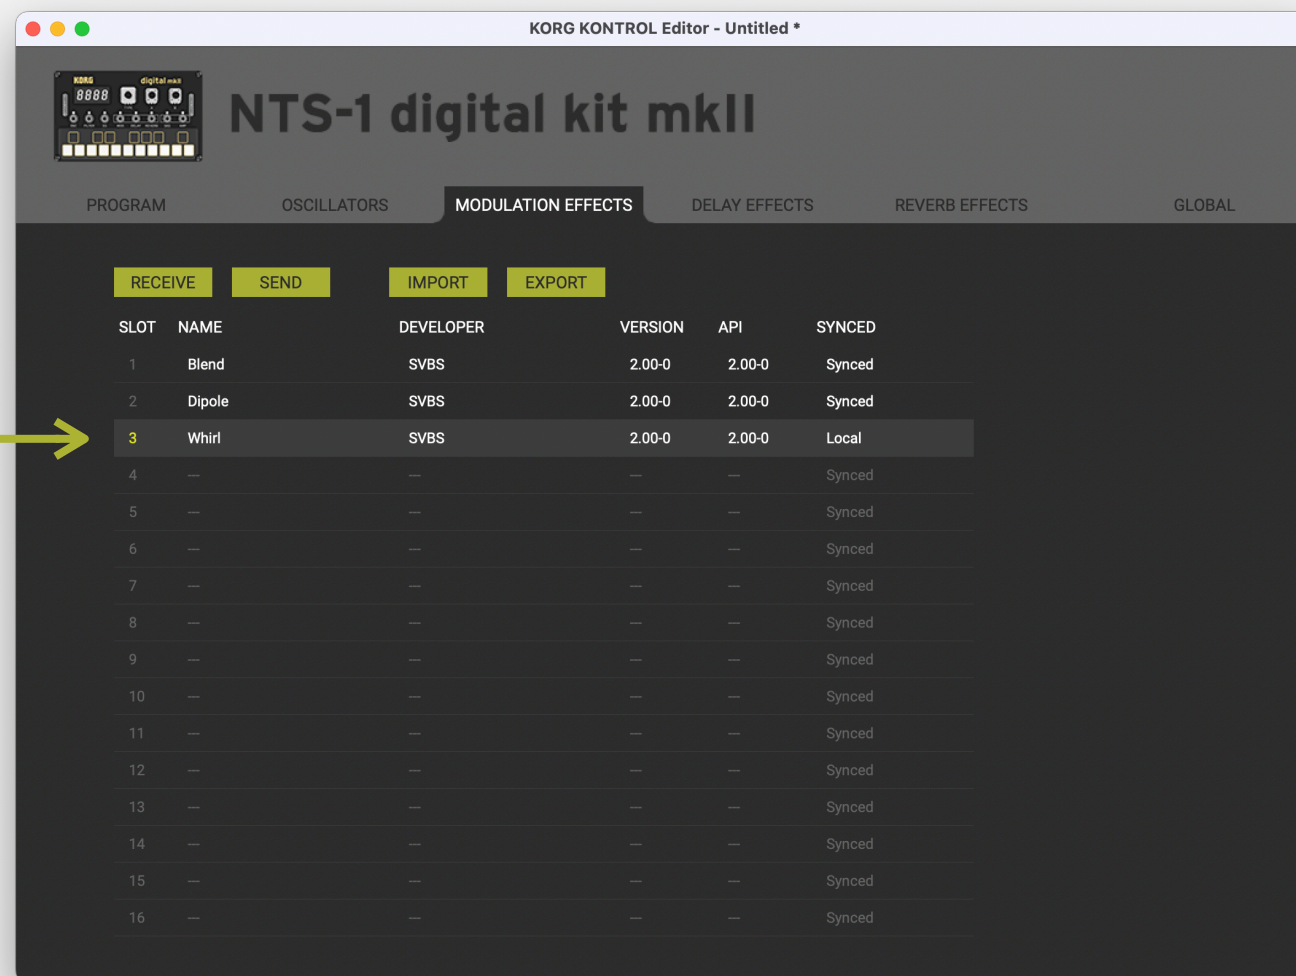 KORG KONTROL Editor - Untitled *
KORG digital mkII
8888
NTS-1 digital kit mkII
PROGRAM OSCILLATORS MODULATION EFFECTS DELAY EFFECTS REVERB EFFECTS GLOBAL
RECEIVE SEND IMPORT EXPORT
SLOT NAME DEVELOPER VERSION API SYNCED
1 Blend SVBS 2.00-0 2.00-0 Synced
2 Dipole SVBS 2.00-0 2.00-0 Synced
3 Whirl SVBS 2.00-0 2.00-0 Local
4 --- --- --- --- Synced
5 --- --- --- --- Synced
6 --- --- --- --- Synced
7 --- --- --- --- Synced
8 --- --- --- --- Synced
9 --- --- --- --- Synced
10 --- --- --- --- Synced
11 --- --- --- --- Synced
12 --- --- --- --- Synced
13 --- --- --- --- Synced
14 --- --- --- --- Synced
15 --- --- --- --- Synced
16 --- --- --- --- Synced